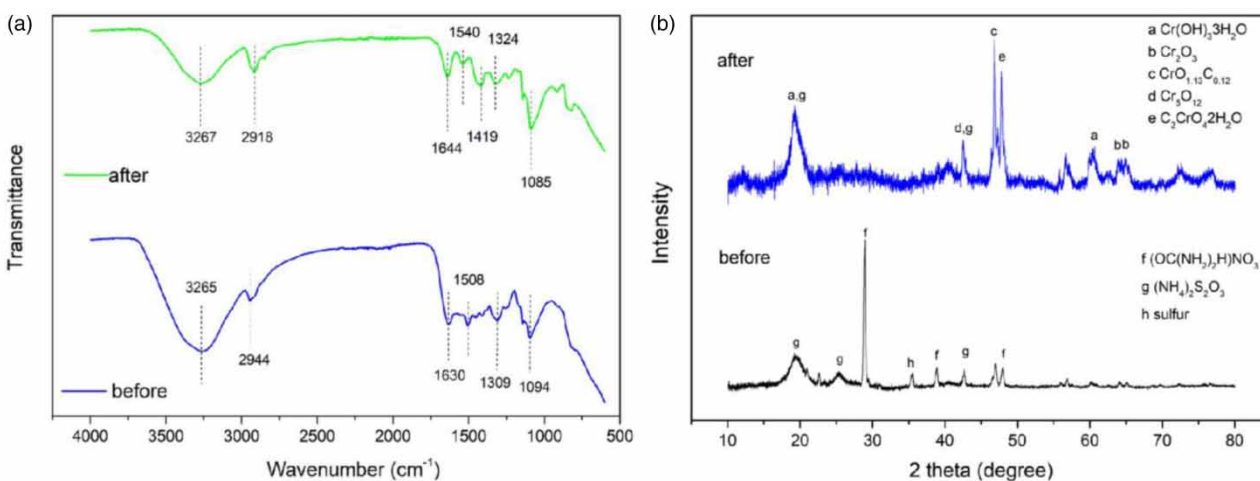 (a)
1540
1324
3267
2918
1644
1419
1085
after
1508
3265
2944
1630
1309
1094
before
Transmittance
4000 3500 3000 2500 2000 1500 1000 500
Wavenumber (cm⁻¹)
(b)
after
a,g
d,g
c
e
a
b b
a Cr(OH)₃3H₂O
b Cr₂O₃
c CrO₁.₁₃C₀.₁₂
d Cr₅O₁₂
e C₂CrO₄2H₂O
before
g
g
f
h
f
g
f
f (OC(NH₂)₂H)NO₃
g (NH₄)₂S₂O₃
h sulfur
Intensity
10 20 30 40 50 60 70 80
2 theta (degree)